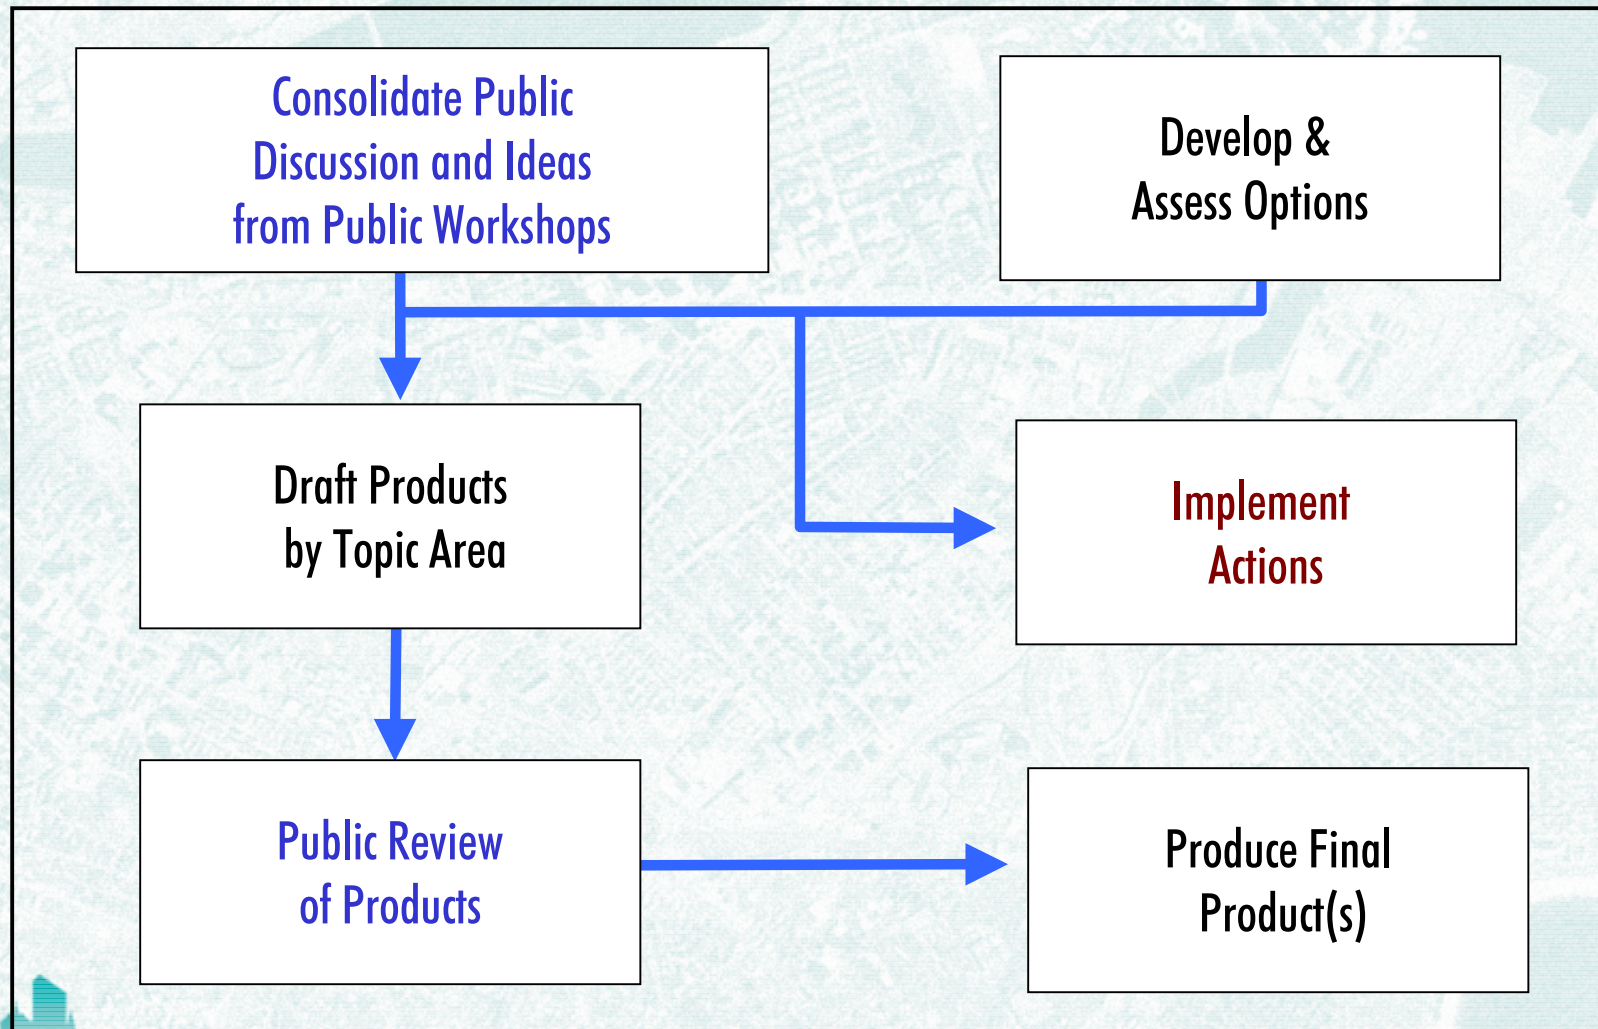 Consolidate Public
Discussion and Ideas
from Public Workshops
Develop &
Assess Options
Draft Products
by Topic Area
Implement
Actions
Public Review
of Products
Produce Final
Product(s)